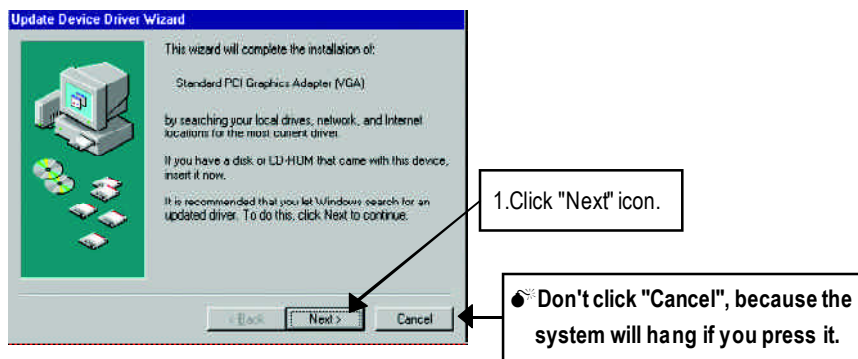 Update Device Driver Wizard
This wizard will complete the installation of:
Standard PCI Graphics Adapter (VGA)
by searching your local drives, network, and Internet
locations for the most current driver.
If you have a disk or CD-ROM that came with this device,
insert it now.
It is recommended that you let Windows search for an
updated driver. To do this, click Next to continue.
< Back
Next >
Cancel
1.Click "Next" icon.
Don't click "Cancel", because the
system will hang if you press it.